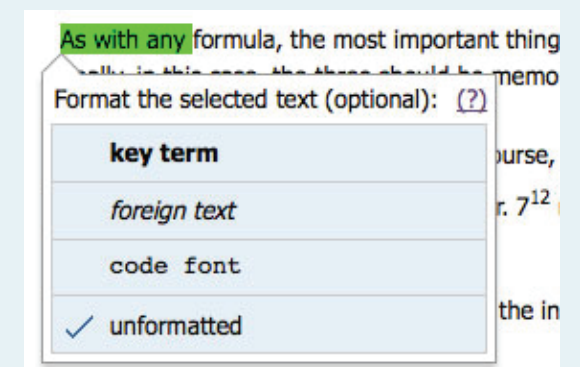 As with any formula, the most important thing
memo
Format the selected text (optional): (?)
key term
urse,
foreign text
r. 7¹²
code font
the in
unformatted